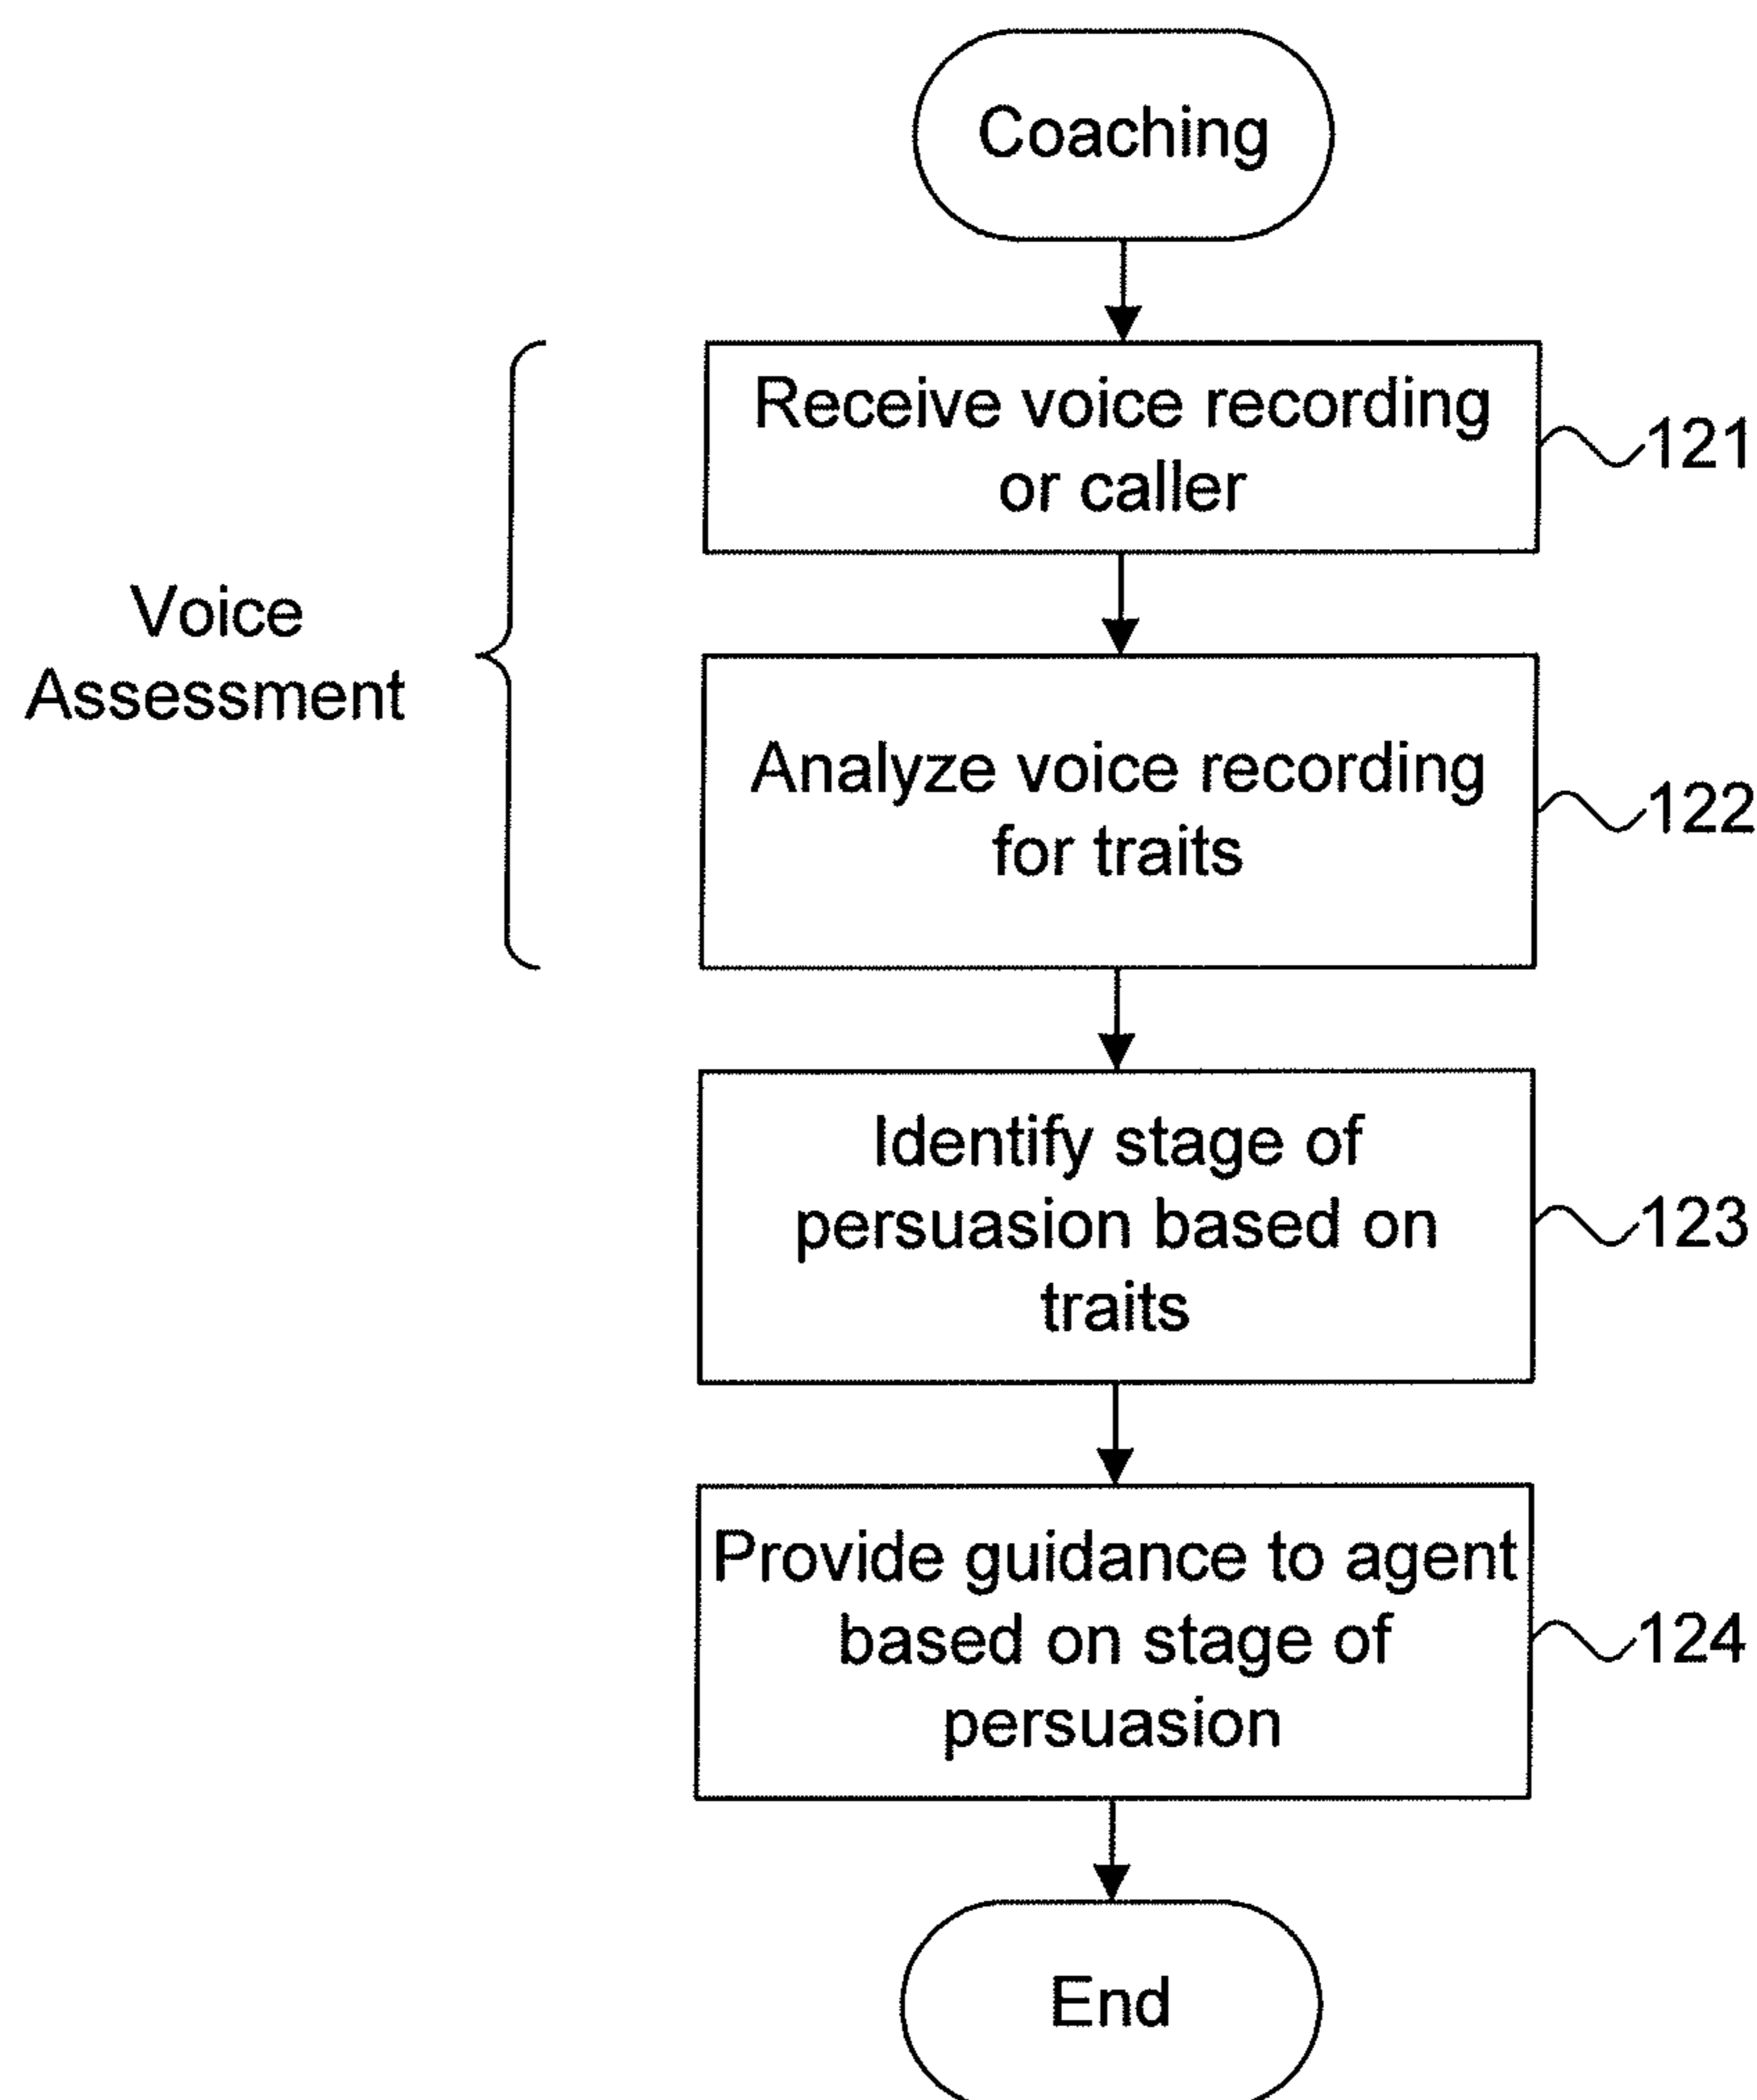 Coaching
Receive voice recording
or caller
121
Voice
Assessment
Analyze voice recording
for traits
122
Identify stage of
persuasion based on
traits
123
Provide guidance to agent
based on stage of
persuasion
124
End